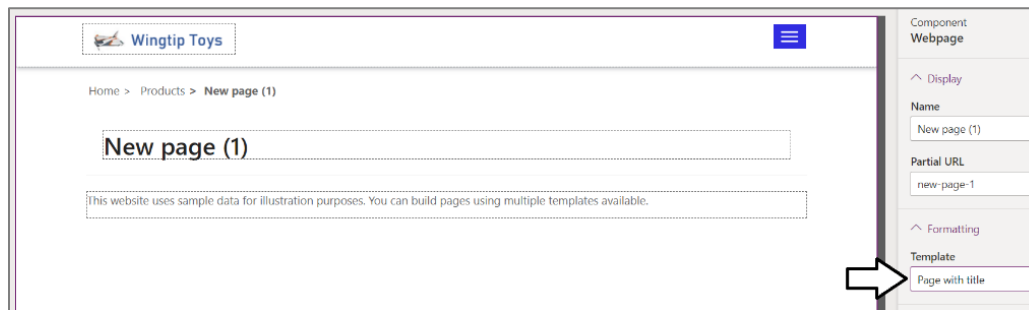 Wingtip Toys
Home > Products > New page (1)
New page (1)
This website uses sample data for illustration purposes. You can build pages using multiple templates available.
Component
Webpage
Display
Name
New page (1)
Partial URL
new-page-1
Formatting
Template
Page with title